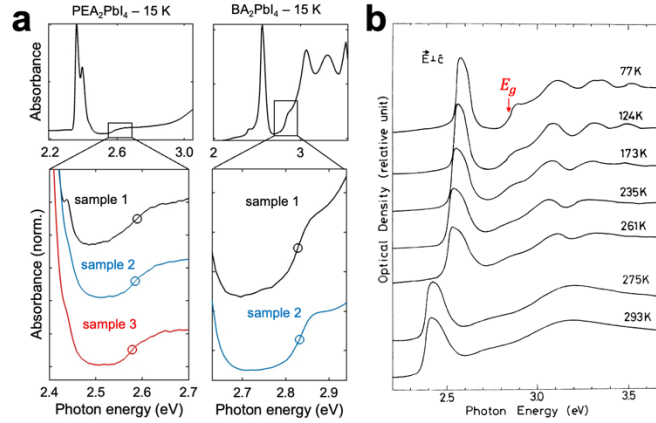 a
PEA₂PbI₄ – 15 K
BA₂PbI₄ – 15 K
Absorbance
2.2
2.6
3.0
2
3
Absorbance (norm.)
sample 1
sample 2
sample 3
sample 1
sample 2
2.4
2.5
2.6
2.7
2.7
2.8
2.9
Photon energy (eV)
Photon energy (eV)
b
E⃗⊥c⃗
E_g
77K
124K
173K
235K
261K
275K
293K
Optical Density (relative unit)
2.5
3.0
3.5
Photon Energy (eV)